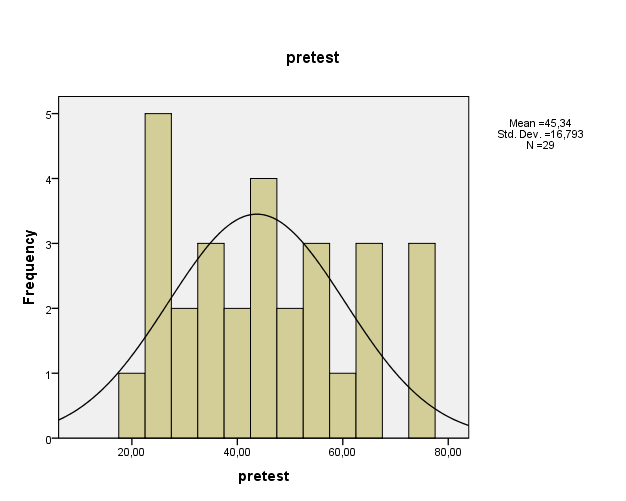 pretest
Mean =45,34
Std. Dev. =16,793
N =29
Frequency
5
4
3
2
1
0
20,00 40,00 60,00 80,00
pretest